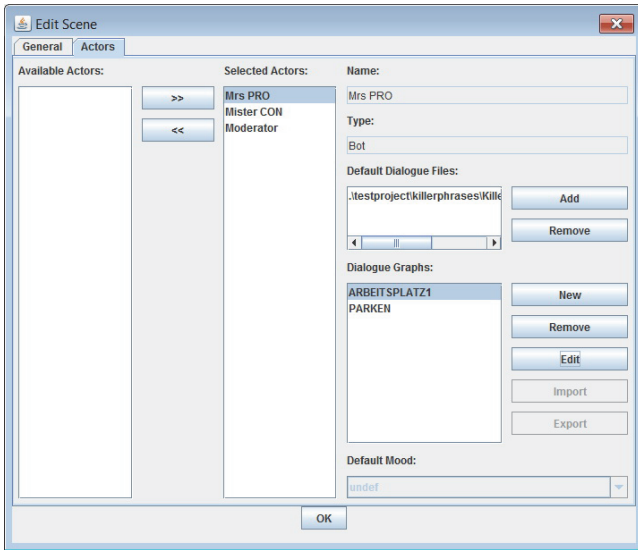 Edit Scene
General Actors
Available Actors:
>>
<<
Selected Actors:
Mrs PRO
Mister CON
Moderator
Name:
Mrs PRO
Type:
Bot
Default Dialogue Files:
.\testproject\killerphrases\Kille
Add
Remove
Dialogue Graphs:
ARBEITSPLATZ1
PARKEN
New
Remove
Edit
Import
Export
Default Mood:
undef
OK